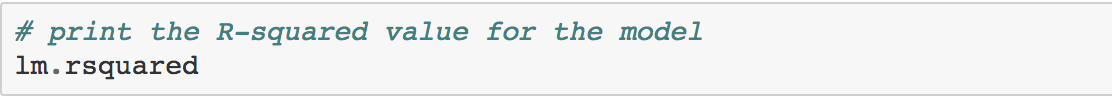 # print the R-squared value for the model
lm.rsquared